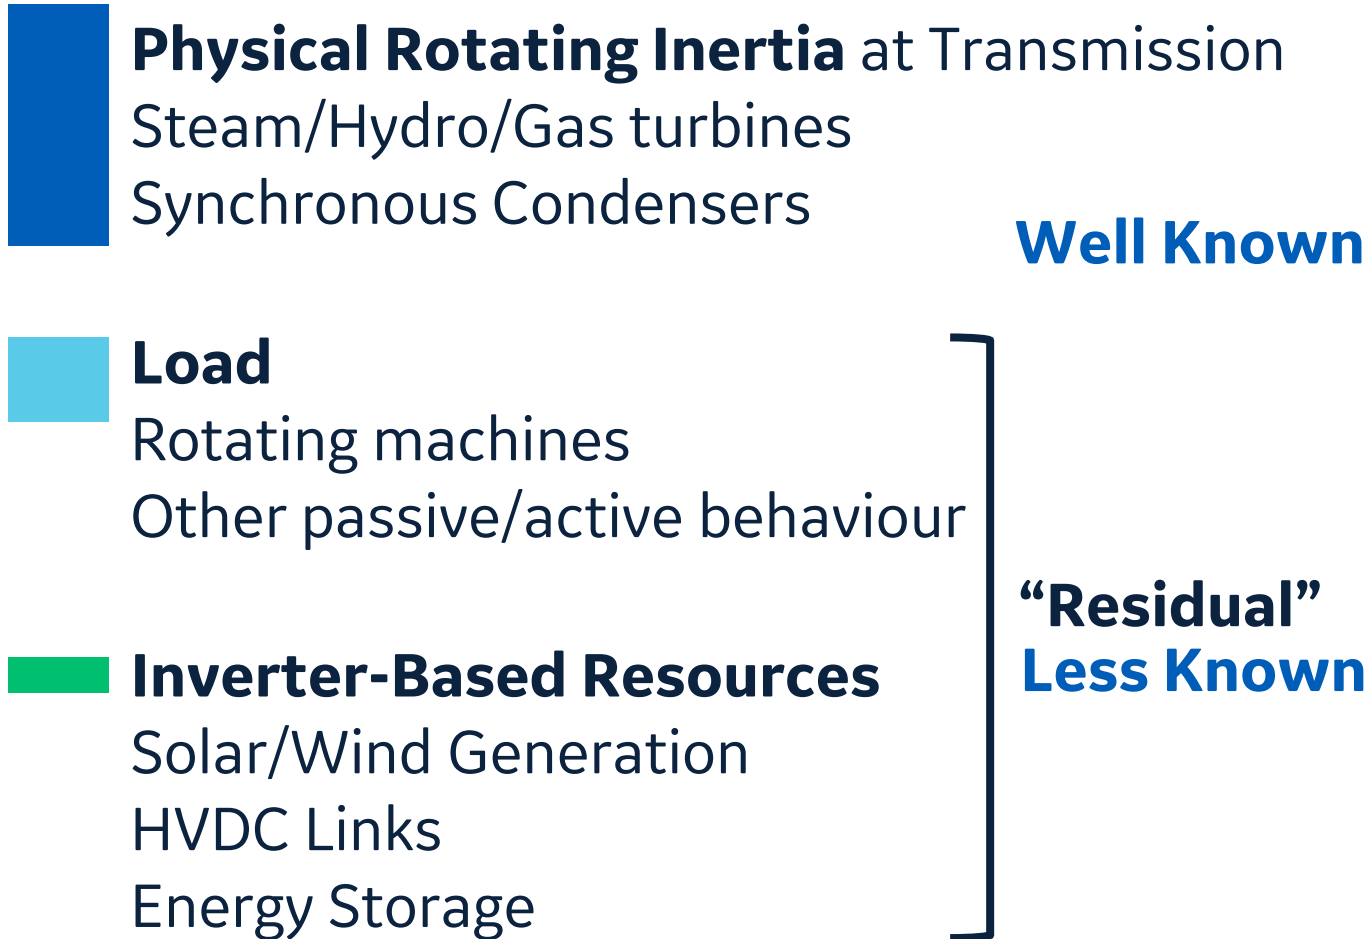 Physical Rotating Inertia at Transmission
Steam/Hydro/Gas turbines
Synchronous Condensers
Well Known
Load
Rotating machines
Other passive/active behaviour
“Residual”
Less Known
Inverter-Based Resources
Solar/Wind Generation
HVDC Links
Energy Storage